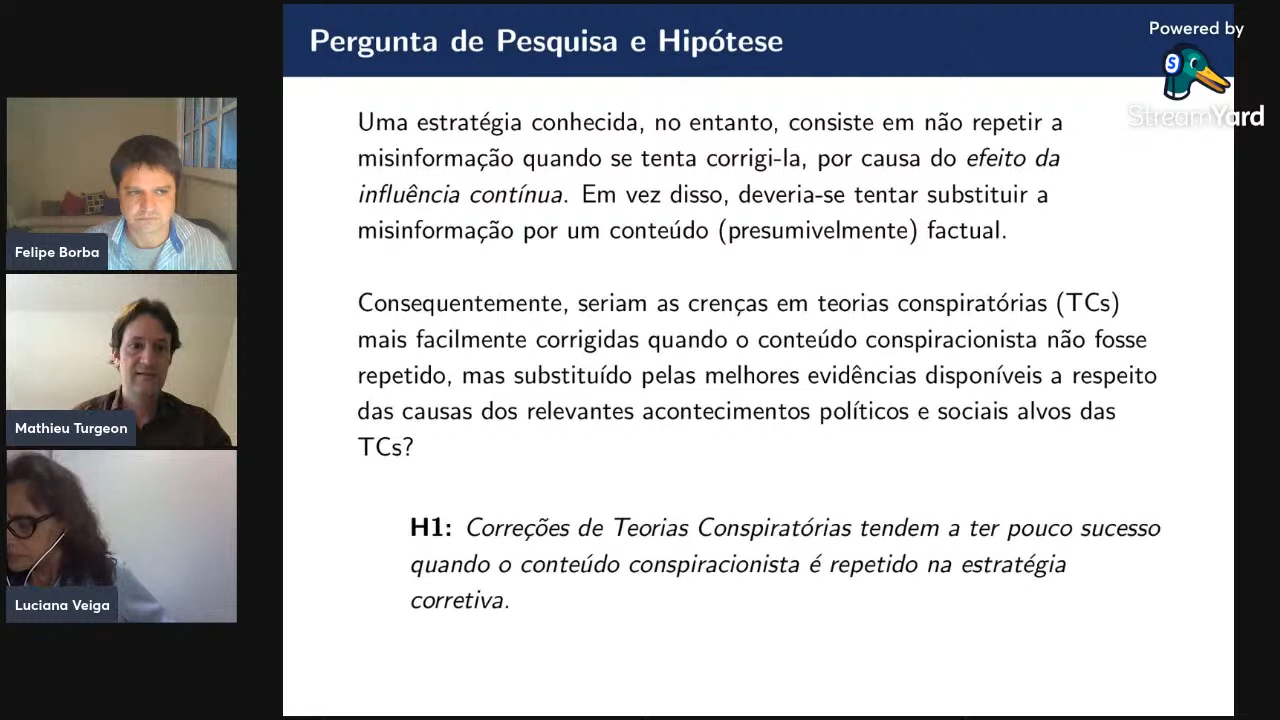 Pergunta de Pesquisa e Hipótese
Powered by
S
StreamYard
Uma estratégia conhecida, no entanto, consiste em não repetir a
misinformação quando se tenta corrigi-la, por causa do efeito da
influência contínua. Em vez disso, deveria-se tentar substituir a
misinformação por um conteúdo (presumivelmente) factual.
Consequentemente, seriam as crenças em teorias conspiratórias (TCs)
mais facilmente corrigidas quando o conteúdo conspiracionista não fosse
repetido, mas substituído pelas melhores evidências disponíveis a respeito
das causas dos relevantes acontecimentos políticos e sociais alvos das
TCs?
H1: Correções de Teorias Conspiratórias tendem a ter pouco sucesso
quando o conteúdo conspiracionista é repetido na estratégia
corretiva.
Felipe Borba
Mathieu Turgeon
Luciana Veiga